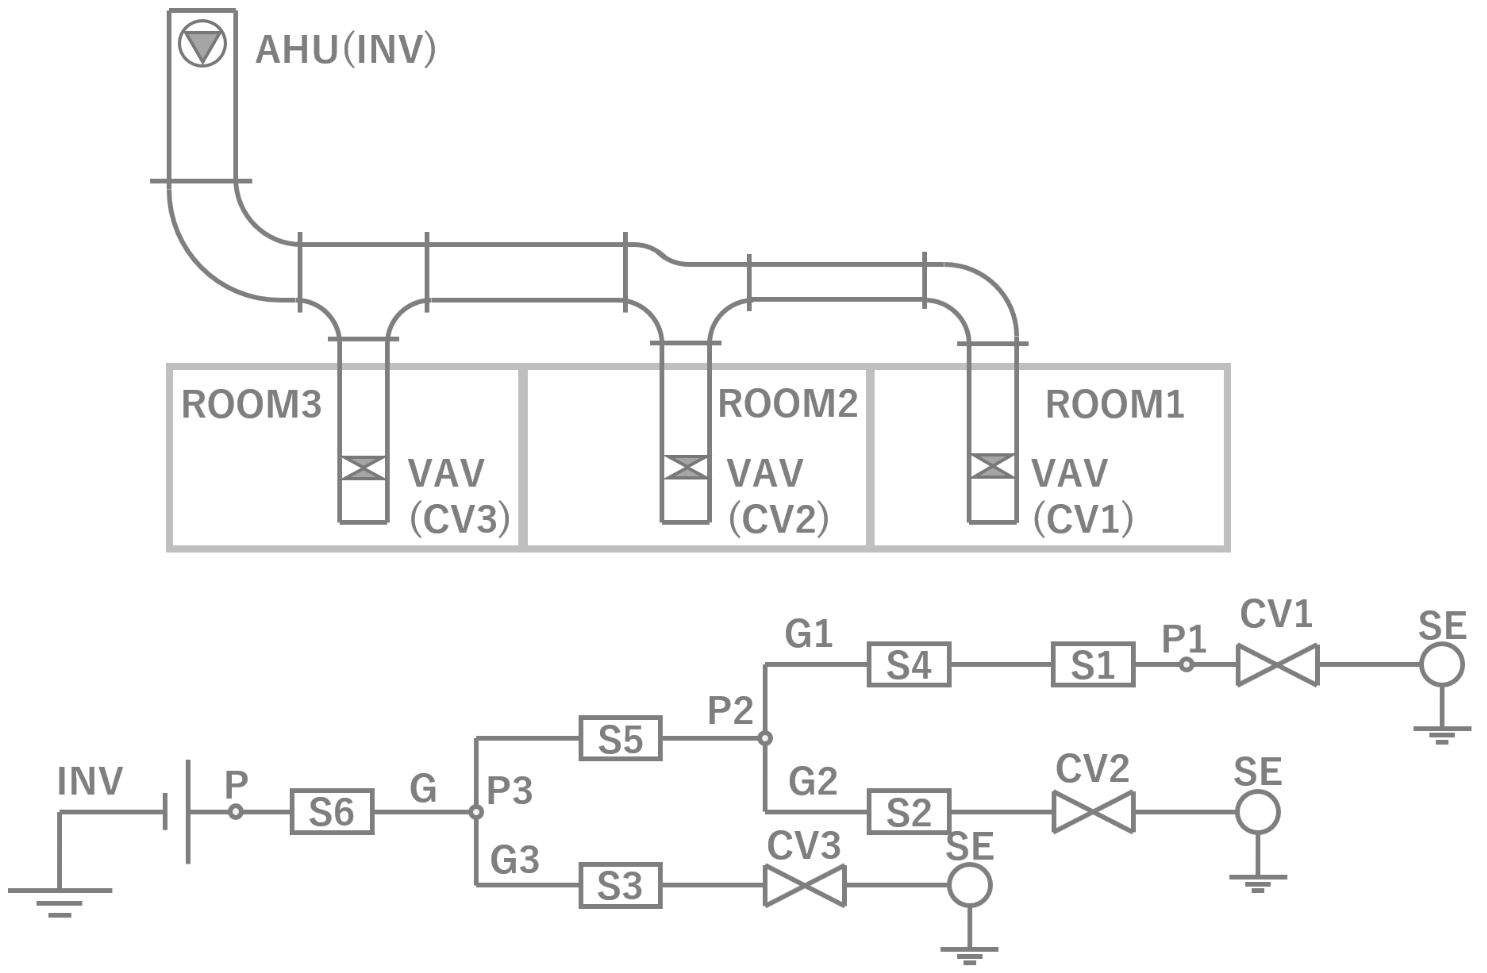 AHU(INV)
ROOM3
ROOM2
ROOM1
VAV
(CV3)
VAV
(CV2)
VAV
(CV1)
G1
S4
S1
P1
CV1
SE
P2
S5
INV
P
S6
G
P3
G2
S2
CV2
SE
G3
S3
CV3
SE